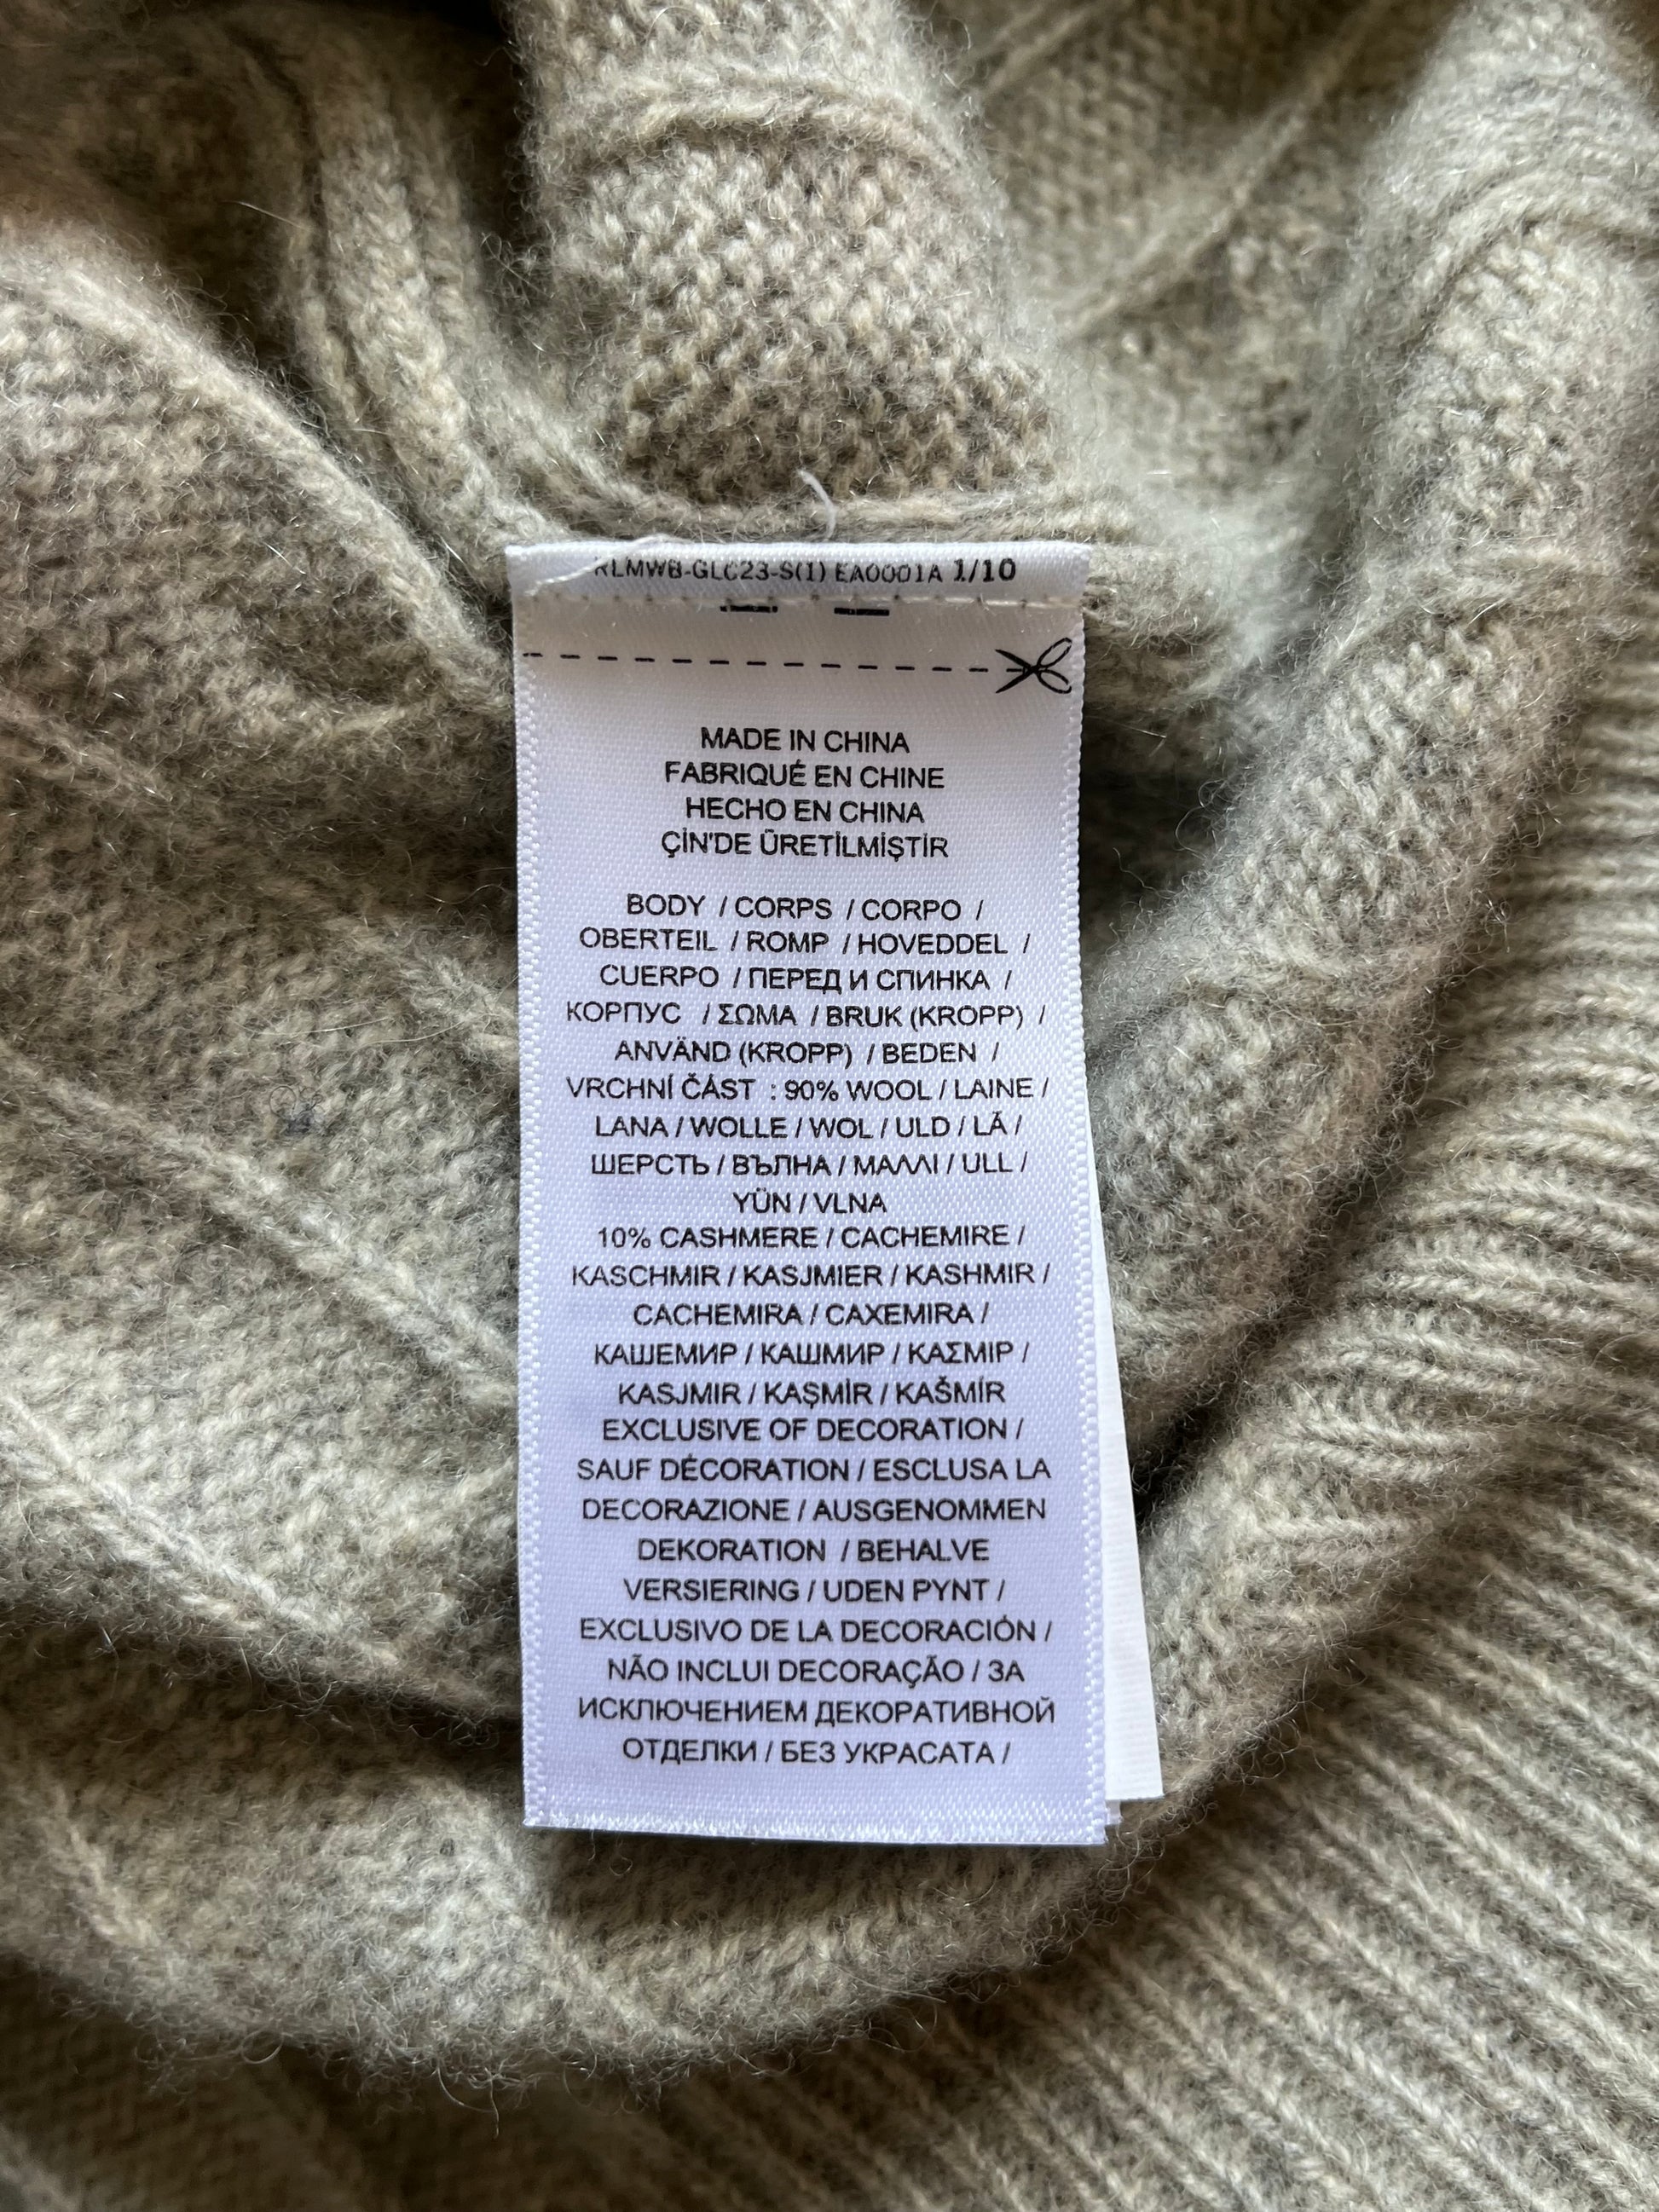 RLMWB-GLC23-S(1) EA0001A 1/10
MADE IN CHINA
FABRIQUÉ EN CHINE
HECHO EN CHINA
ÇİN'DE ÜRETİLMİŞTİR
BODY / CORPS / CORPO /
OBERTEIL / ROMP / HOVEDDEL /
CUERPO / ПЕРЕД И СПИНКА /
КОРПУС / ΣΩΜΑ / BRUK (KROPP) /
ANVÄND (KROPP) / BEDEN /
VRCHNÍ ČÁST : 90% WOOL / LAINE /
LANA / WOLLE / WOL / ULD / LÃ /
ШЕРСТЬ / ВЪЛНА / ΜΑΛΛΙ / ULL /
YÜN / VLNA
10% CASHMERE / CACHEMIRE /
KASCHMIR / KASJMIER / KASHMIR /
CACHEMIRA / CAXEMIRA /
КАШЕМИР / КАШМИР / ΚΑΣΜΙΡ /
KASJMIR / KAŞMİR / KAŠMÍR
EXCLUSIVE OF DECORATION /
SAUF DÉCORATION / ESCLUSA LA
DECORAZIONE / AUSGENOMMEN
DEKORATION / BEHALVE
VERSIERING / UDEN PYNT /
EXCLUSIVO DE LA DECORACIÓN /
NÃO INCLUI DECORAÇÃO / ЗА
ИСКЛЮЧЕНИЕМ ДЕКОРАТИВНОЙ
ОТДЕЛКИ / БЕЗ УКРАСАТА /